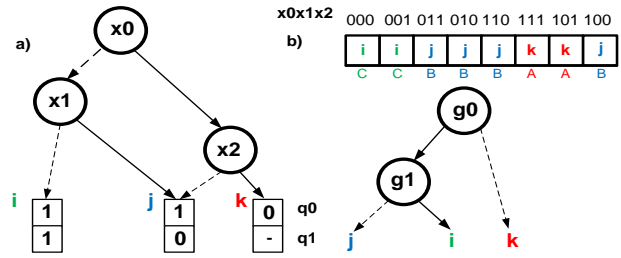 x0x1x2 000 001 011 010 110 111 101 100
a) x0 b) i i j j j k k j
C C B B B A A B
x1 g0
x2
g1
i 1 j 1 k 0 q0
1 0 - q1
j i k